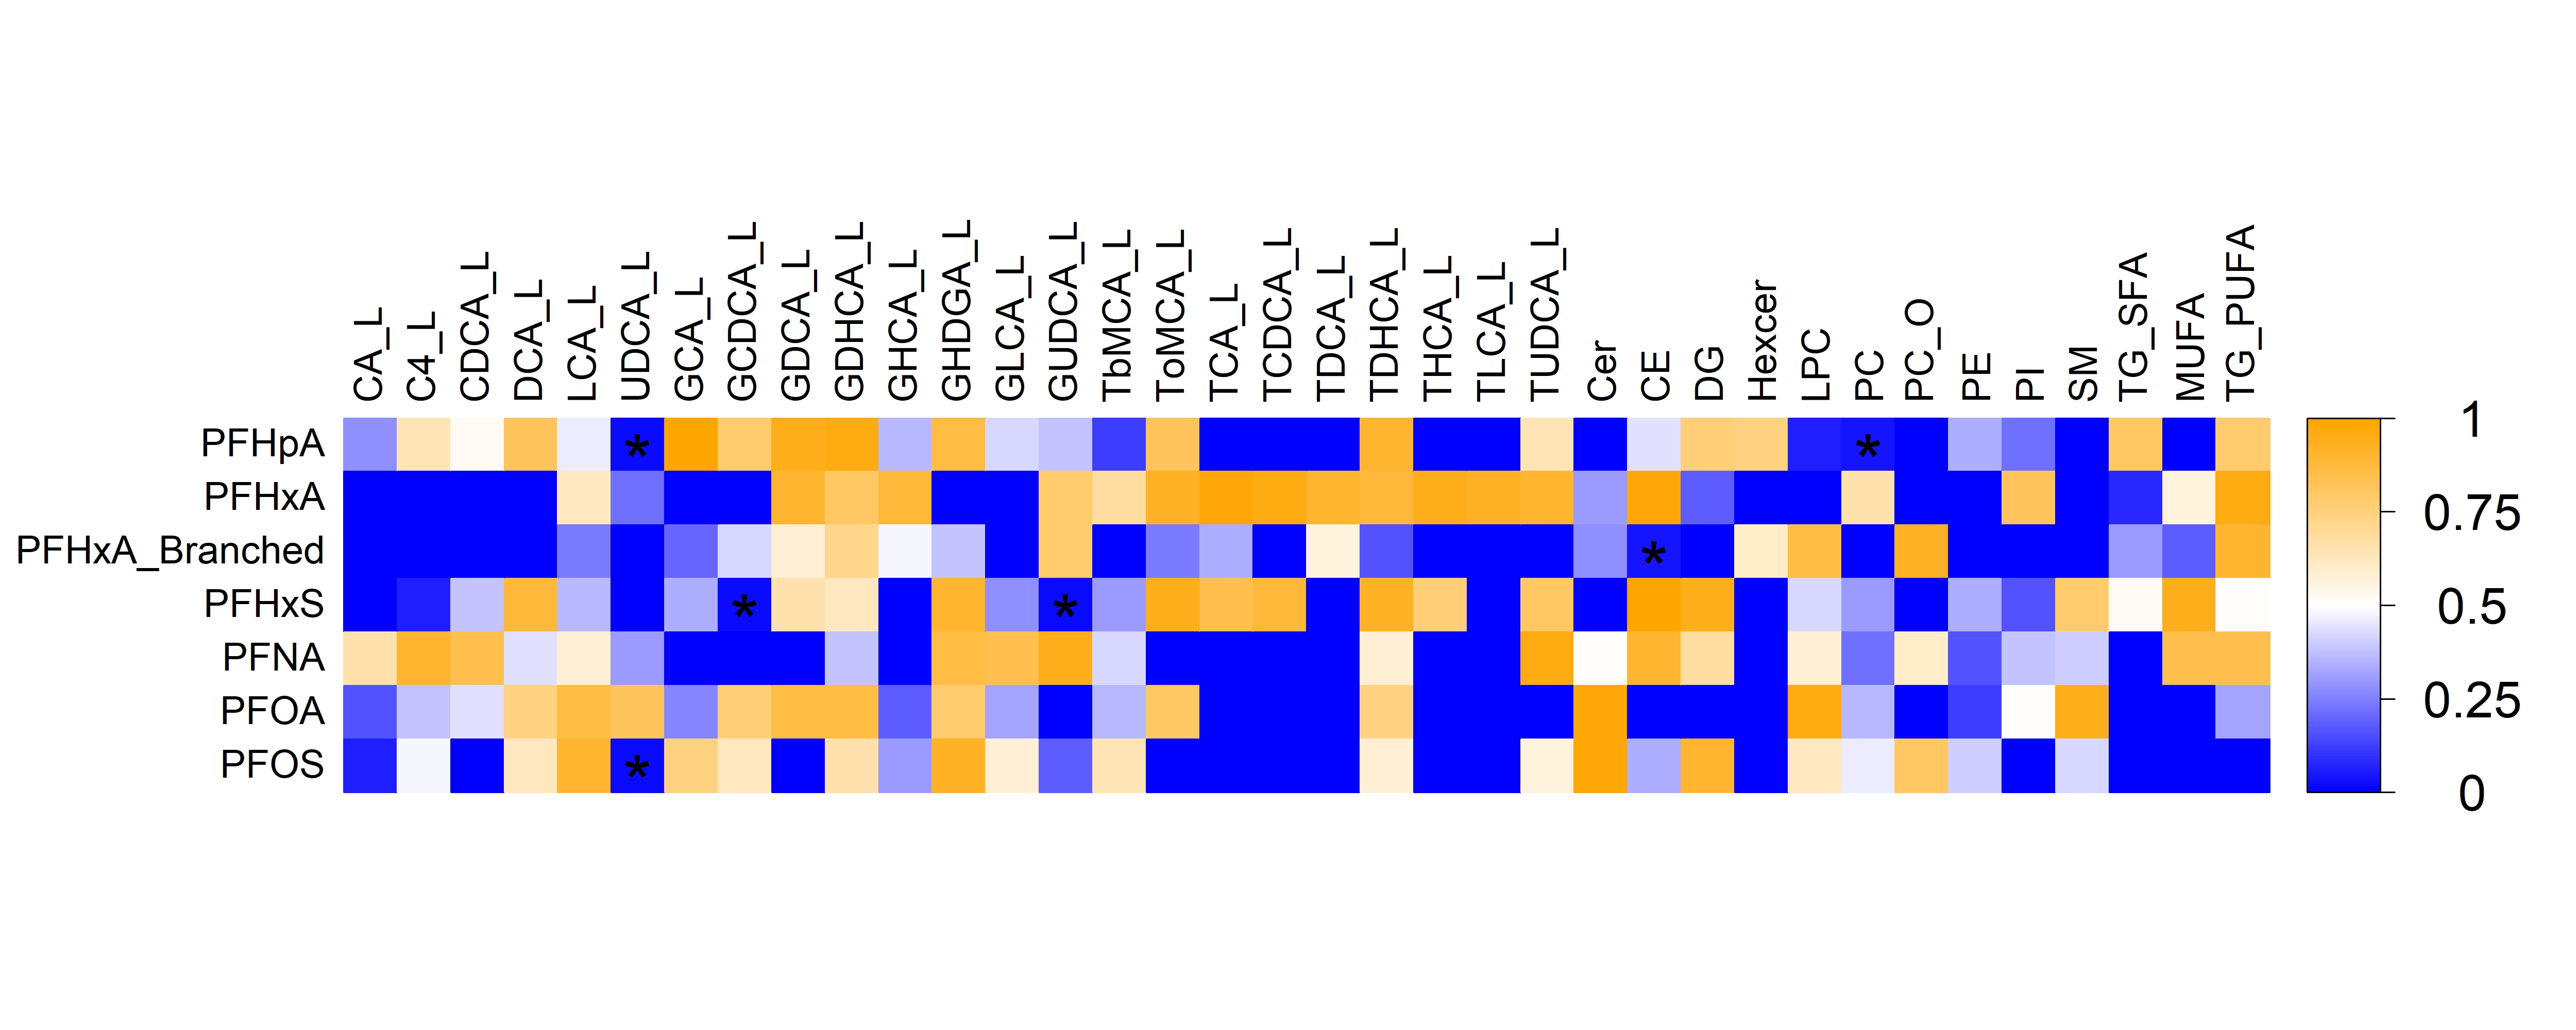 CA_L
C4_L
CDCA_L
DCA_L
LCA_L
UDCA_L
GCA_L
GCDCA_L
GDCA_L
GDHCA_L
GHCA_L
GHDGA_L
GLCA_L
GUDCA_L
TbMCA_L
ToMCA_L
TCA_L
TCDCA_L
TDCA_L
TDHCA_L
THCA_L
TLCA_L
TUDCA_L
Cer
CE
DG
Hexcer
LPC
PC
PC_O
PE
PI
SM
TG_SFA
MUFA
TG_PUFA
PFHpA * *
PFHxA
PFHxA_Branched *
PFHxS * *
PFNA
PFOA
PFOS *
1
0.75
0.5
0.25
0